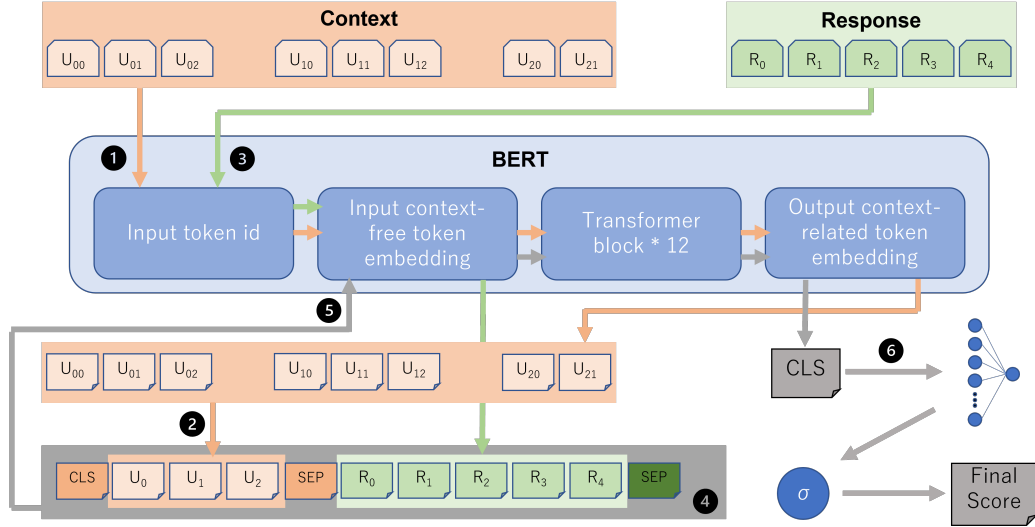 Context
Response
U₀₀ U₀₁ U₀₂ U₁₀ U₁₁ U₁₂ U₂₀ U₂₁
R₀ R₁ R₂ R₃ R₄
1
3
BERT
Input token id
Input context-
free token
embedding
Transformer
block * 12
Output context-
related token
embedding
5
U₀₀ U₀₁ U₀₂ U₁₀ U₁₁ U₁₂ U₂₀ U₂₁
CLS
6
2
CLS U₀ U₁ U₂ SEP R₀ R₁ R₂ R₃ R₄ SEP
4
σ
Final
Score